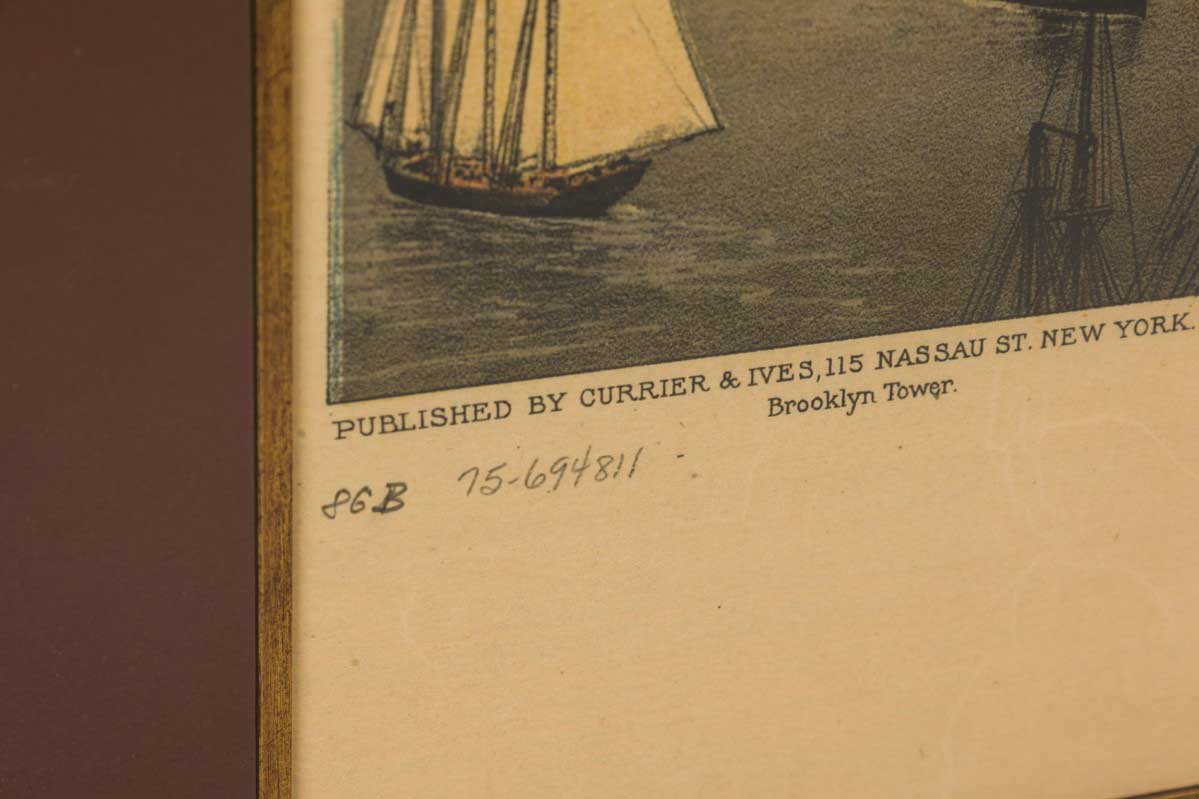 PUBLISHED BY CURRIER & IVES, 115 NASSAU ST. NEW YORK.
Brooklyn Tower.
86B 75-694811